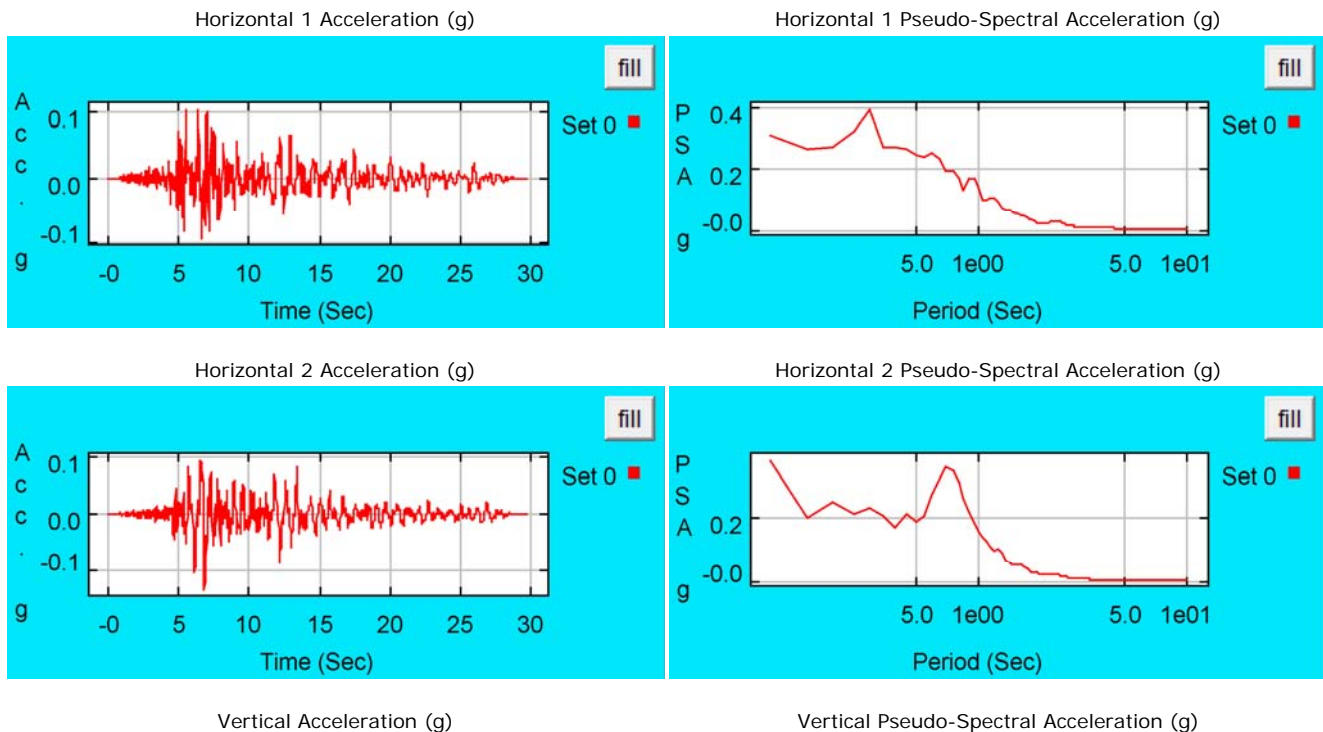 Horizontal 1 Acceleration (g)
fill
A
c
c
.
g
0.1
0.0
-0.1
Set 0
-0 5 10 15 20 25 30
Time (Sec)
Horizontal 1 Pseudo-Spectral Acceleration (g)
fill
P
S
A
g
0.4
0.2
-0.0
Set 0
5.0 1e00 5.0 1e01
Period (Sec)
Horizontal 2 Acceleration (g)
fill
A
c
c
.
g
0.1
0.0
-0.1
Set 0
-0 5 10 15 20 25 30
Time (Sec)
Horizontal 2 Pseudo-Spectral Acceleration (g)
fill
P
S
A
g
0.2
-0.0
Set 0
5.0 1e00 5.0 1e01
Period (Sec)
Vertical Acceleration (g)
Vertical Pseudo-Spectral Acceleration (g)